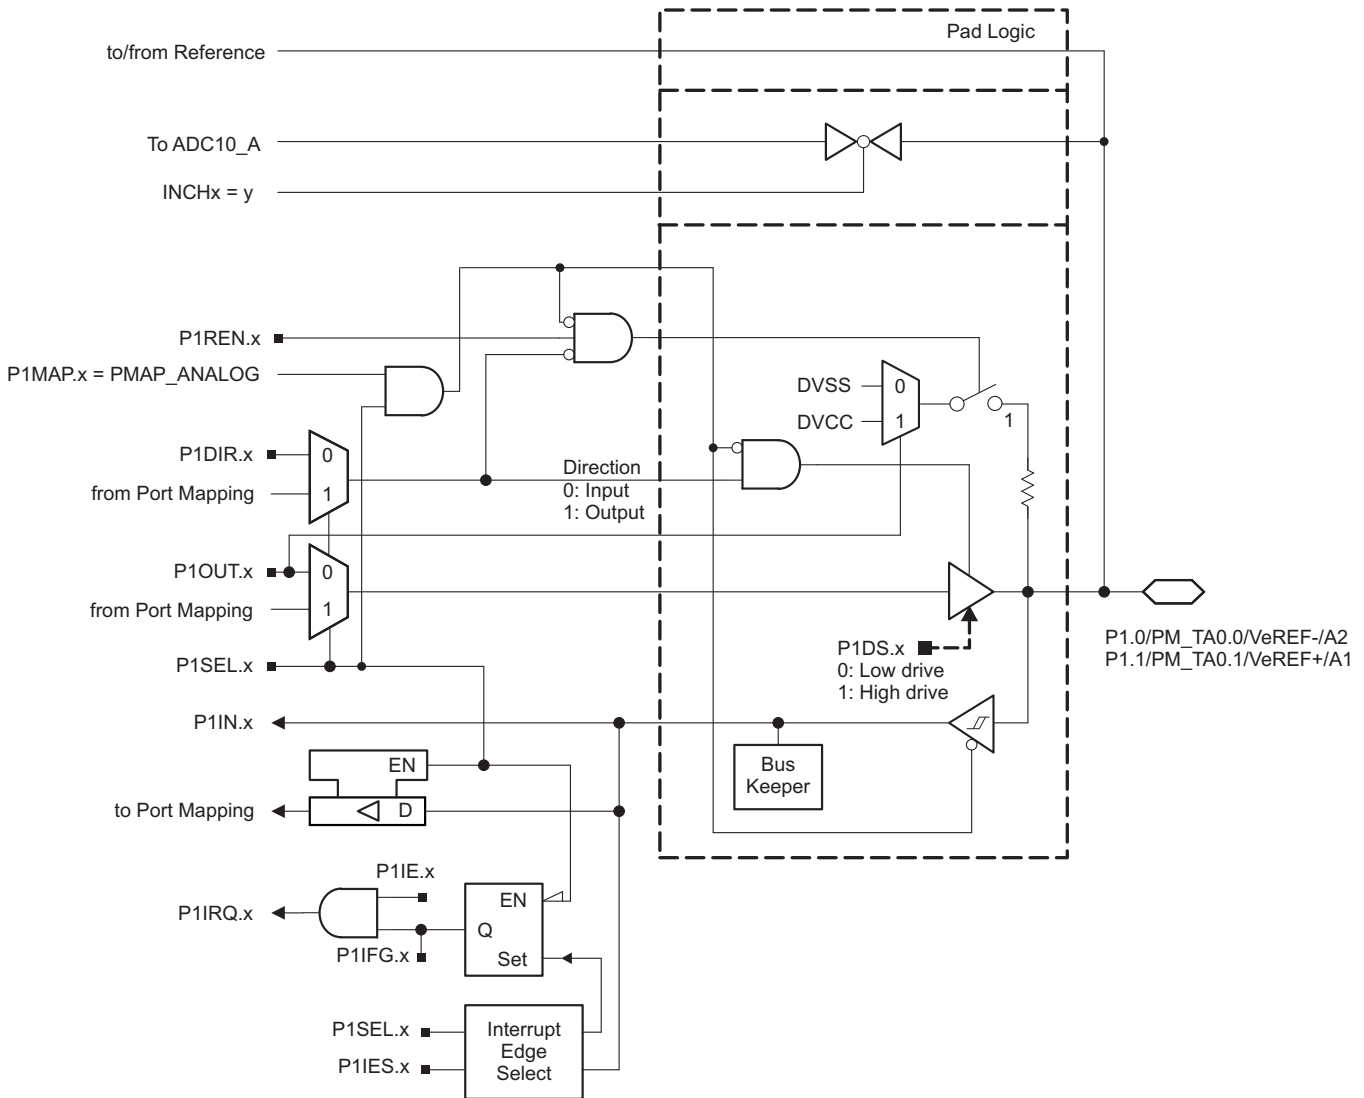 Pad Logic
to/from Reference
To ADC10_A
INCHx = y
P1REN.x
P1MAP.x = PMAP_ANALOG
DVSS
0
DVCC
1
1
P1DIR.x
0
from Port Mapping
1
Direction
0: Input
1: Output
P1OUT.x
0
from Port Mapping
1
P1DS.x
0: Low drive
1: High drive
P1.0/PM_TA0.0/VeREF-/A2
P1.1/PM_TA0.1/VeREF+/A1
P1SEL.x
P1IN.x
EN
Bus
Keeper
to Port Mapping
D
P1IE.x
EN
P1IRQ.x
Q
P1IFG.x
Set
P1SEL.x
P1IES.x
Interrupt
Edge
Select